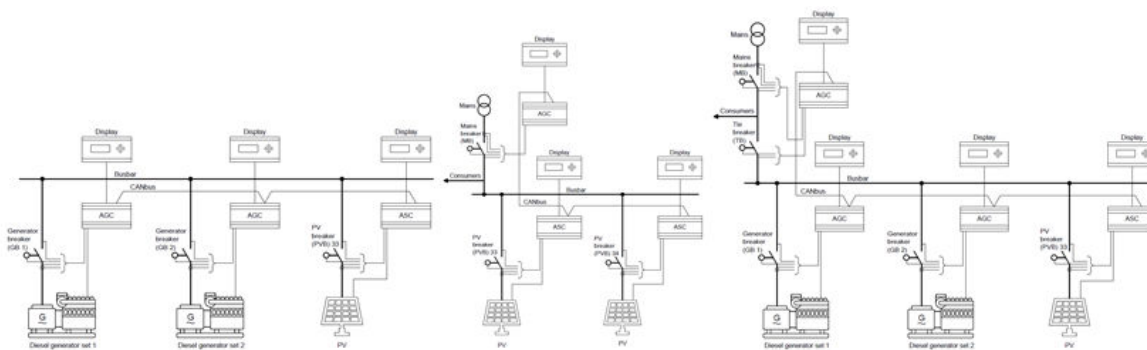 Display
Display
Display
Busbar
CANbus
AGC
AGC
ASC
Generator
breaker
(GB 1)
Generator
breaker
(GB 2)
PV
breaker
(PVB) 33
G
G
Diesel generator set 1
Diesel generator set 2
PV
Display
Mains
AGC
Mains
breaker
(MB)
Display
Display
Consumers
Busbar
CANbus
ASC
ASC
PV
breaker
(PVB) 33
PV
breaker
(PVB) 34
PV
PV
Display
Mains
Mains
breaker
(MB)
AGC
Consumers
Tie
breaker
(TB)
Display
Display
Display
Busbar
CANbus
AGC
AGC
ASC
Generator
breaker
(GB 1)
Generator
breaker
(GB 2)
PV
breaker
(PVB) 33
G
G
Diesel generator set 1
Diesel generator set 2
PV